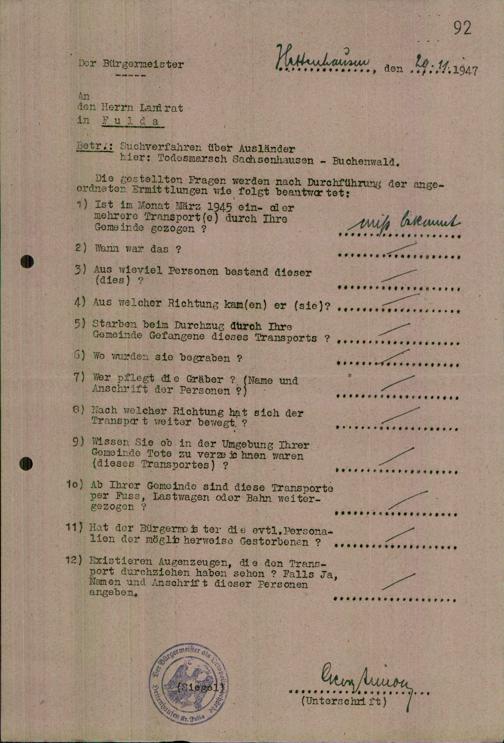 92
Der Bürgermeister
Hettenhausen, den 29.11.1947
An
den Herrn Landrat
in Fulda
Betr.: Suchverfahren über Ausländer
hier: Todesmarsch Sachsenhausen - Buchenwald.
Die gestellten Fragen werden nach Durchführung der ange-
ordneten Ermittlungen wie folgt beantwortet:
1) Ist im Monat März 1945 ein- oder
mehrere Transport(e) durch Ihre
Gemeinde gezogen ? bekannt
2) Wann war das ?
3) Aus wieviel Personen bestand dieser
(dies) ?
4) Aus welcher Richtung kam(en) er (sie)?
5) Starben beim Durchzug durch Ihre
Gemeinde Gefangene dieses Transports ?
6) Wo wurden sie begraben ?
7) Wer pflegt die Gräber ? (Name und
Anschrift der Personen ?)
8) Nach welcher Richtung hat sich der
Transport weiter bewegt ?
9) Wissen Sie ob in der Umgebung Ihrer
Gemeinde Tote zu verzeichnen waren
(dieses Transportes) ?
10) Ab Ihrer Gemeinde sind diese Transporte
per Fuss, Lastwagen oder Bahn weiter-
gezogen ?
11) Hat der Bürgermeister die evtl.Persona-
lien der möglicherweise Gestorbenen ?
12) Existieren Augenzeugen, die den Trans-
port durchziehen haben sehen ? Falls Ja,
Namen und Anschrift dieser Personen
angeben.
Der Bürgermeister als
(Siegel)
Hettenhausen Kr. Fulda
(Unterschrift)